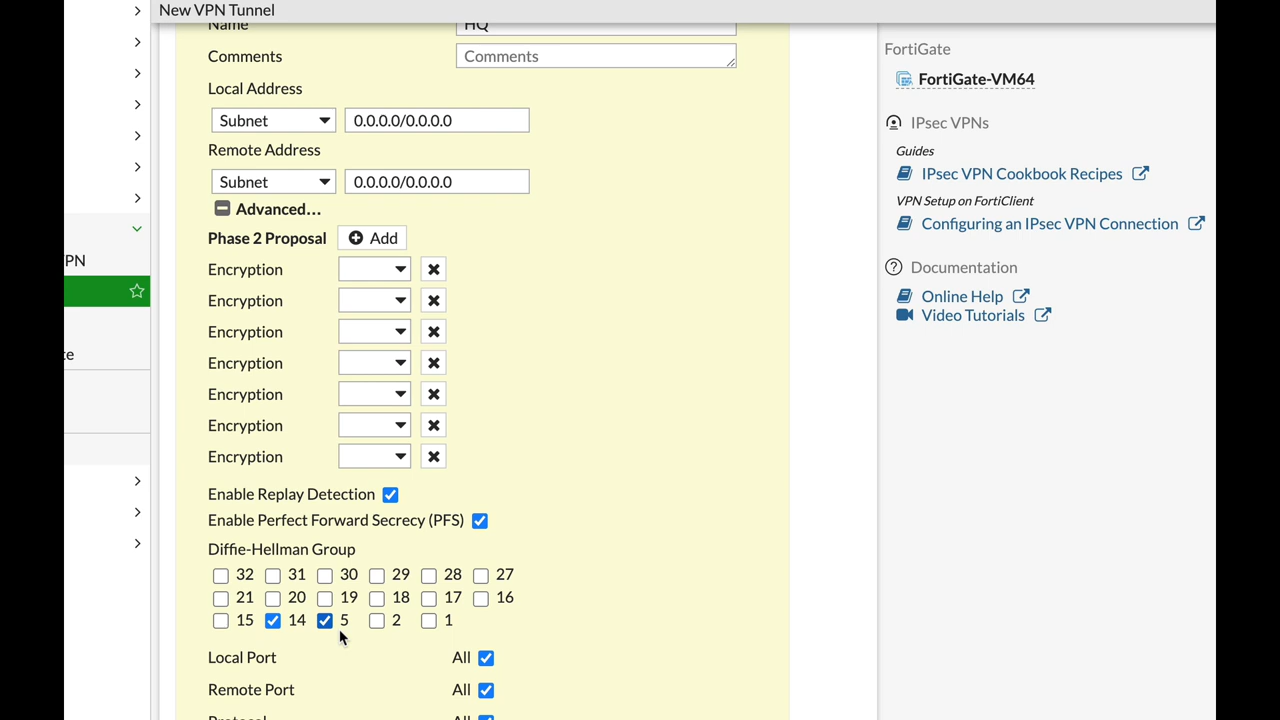 New VPN Tunnel
Name HQ
Comments Comments
Local Address
Subnet 0.0.0.0/0.0.0.0
Remote Address
Subnet 0.0.0.0/0.0.0.0
Advanced...
Phase 2 Proposal Add
Encryption
Encryption
Encryption
Encryption
Encryption
Encryption
Encryption
Enable Replay Detection
Enable Perfect Forward Secrecy (PFS)
Diffie-Hellman Group
32 31 30 29 28 27
21 20 19 18 17 16
15 14 5 2 1
Local Port All
Remote Port All
Protocol All
PN
te
FortiGate
FortiGate-VM64
IPsec VPNs
Guides
IPsec VPN Cookbook Recipes
VPN Setup on FortiClient
Configuring an IPsec VPN Connection
Documentation
Online Help
Video Tutorials